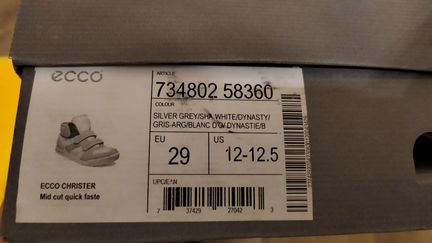 ecco
ARTICLE
734802 58360
COLOUR
SILVER GREY/SHA.WHITE/DYNASTY/
GRIS-ARG/BLANC DO/ DYNASTIE/B
EU
29
US
12-12.5
ECCO CHRISTER
Mid cut quick faste
UPC/EAN
7 37429 27042 3